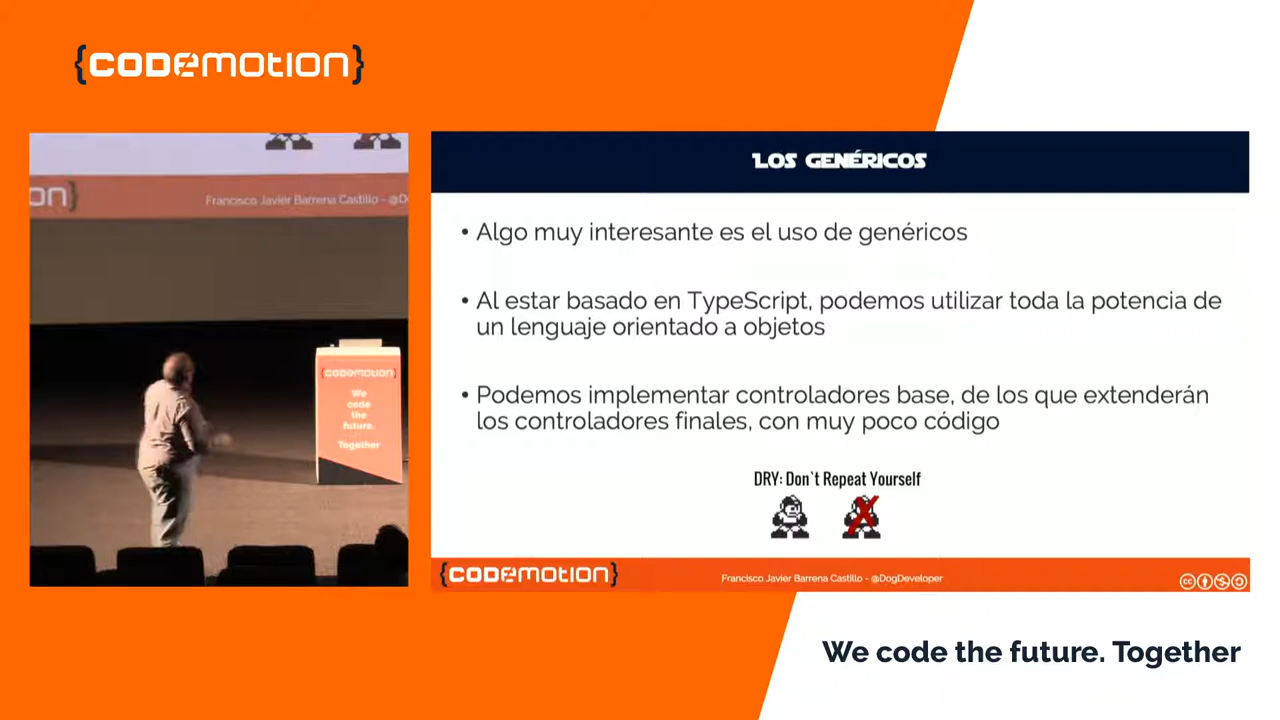 {CODEMOTION}
ON}
Francisco Javier Barrena Castillo - @D
{CODEMOTION}
We
code
the
future.
Together
LOS GENÉRICOS
• Algo muy interesante es el uso de genéricos
• Al estar basado en TypeScript, podemos utilizar toda la potencia de
un lenguaje orientado a objetos
• Podemos implementar controladores base, de los que extenderán
los controladores finales, con muy poco código
DRY: Don`t Repeat Yourself
{CODEMOTION}
Francisco Javier Barrena Castillo - @DogDeveloper
cc
We code the future. Together